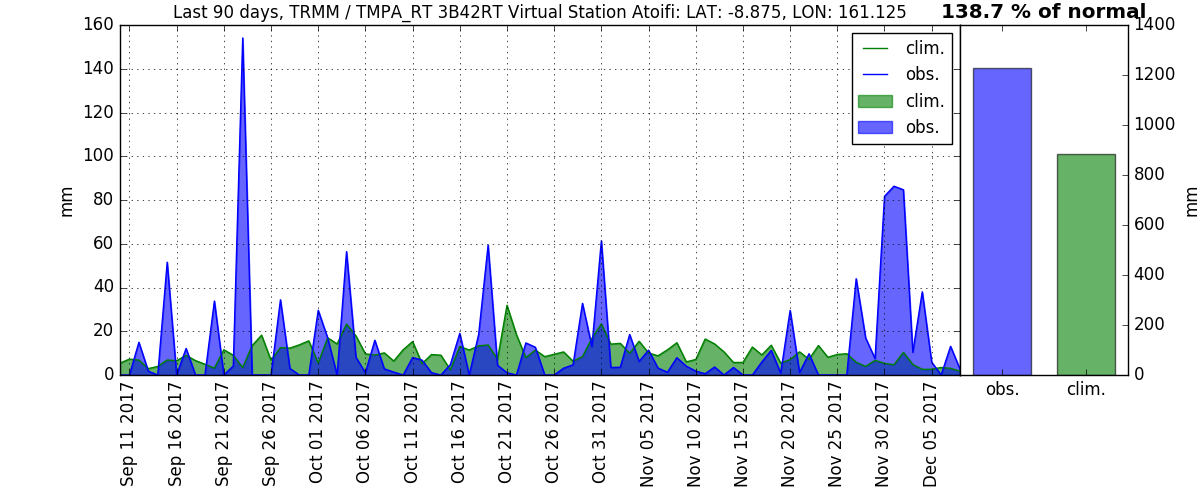 Last 90 days, TRMM / TMPA_RT 3B42RT Virtual Station Atoifi: LAT: -8.875, LON: 161.125
138.7 % of normal
160
140
120
100
80
60
40
20
0
mm
clim.
obs.
clim.
obs.
1400
1200
1000
800
600
400
200
0
mm
Sep 11 2017
Sep 16 2017
Sep 21 2017
Sep 26 2017
Oct 01 2017
Oct 06 2017
Oct 11 2017
Oct 16 2017
Oct 21 2017
Oct 26 2017
Oct 31 2017
Nov 05 2017
Nov 10 2017
Nov 15 2017
Nov 20 2017
Nov 25 2017
Nov 30 2017
Dec 05 2017
obs.
clim.